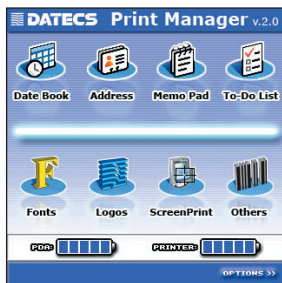 DATECS Print Manager v.2.0
Date Book Address Memo Pad To-Do List
Fonts Logos ScreenPrint Others
PDA: PRINTER:
OPTIONS >>